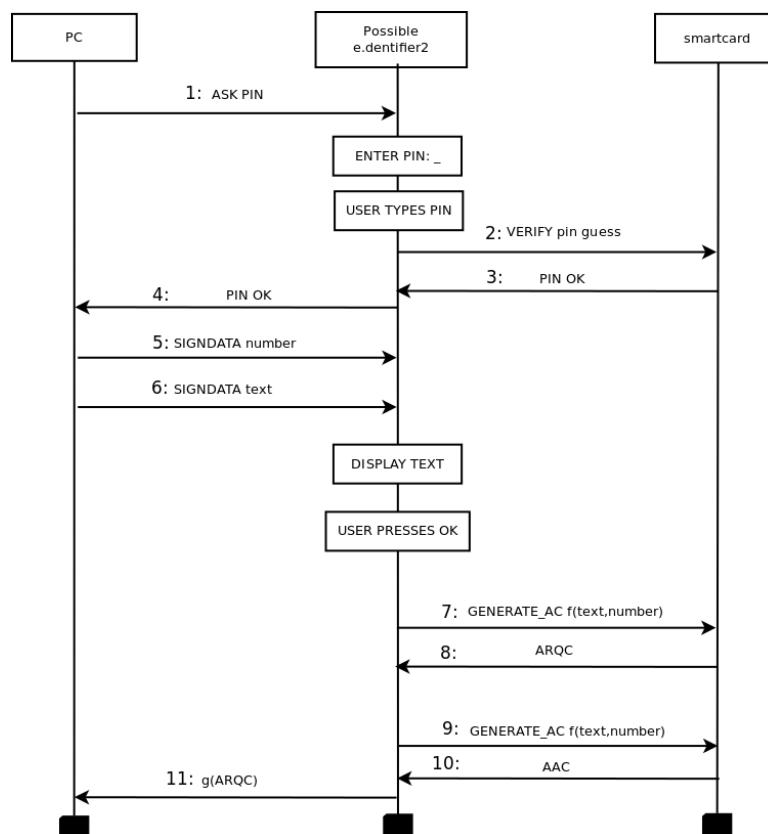 PC
Possible
e.dentifier2
smartcard
1: ASK PIN
ENTER PIN: _
USER TYPES PIN
2: VERIFY pin guess
3: PIN OK
4: PIN OK
5: SIGNDATA number
6: SIGNDATA text
DISPLAY TEXT
USER PRESSES OK
7: GENERATE_AC f(text,number)
8: ARQC
9: GENERATE_AC f(text,number)
10: AAC
11: g(ARQC)